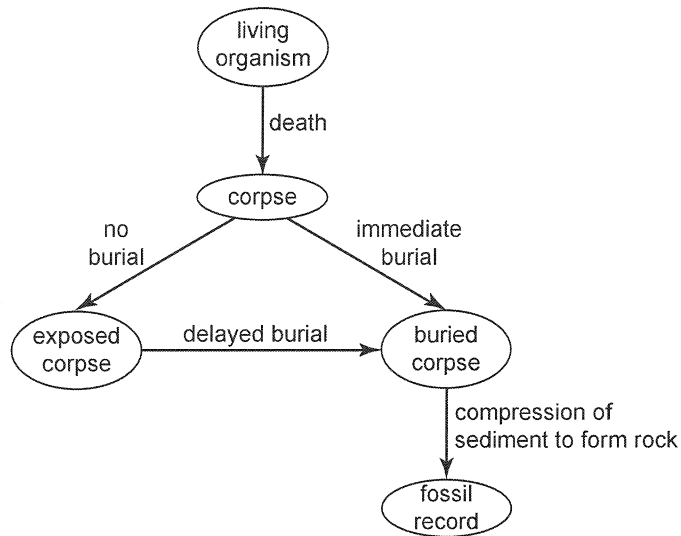 living
organism
death
corpse
no
burial
immediate
burial
exposed
corpse
delayed burial
buried
corpse
compression of
sediment to form rock
fossil
record